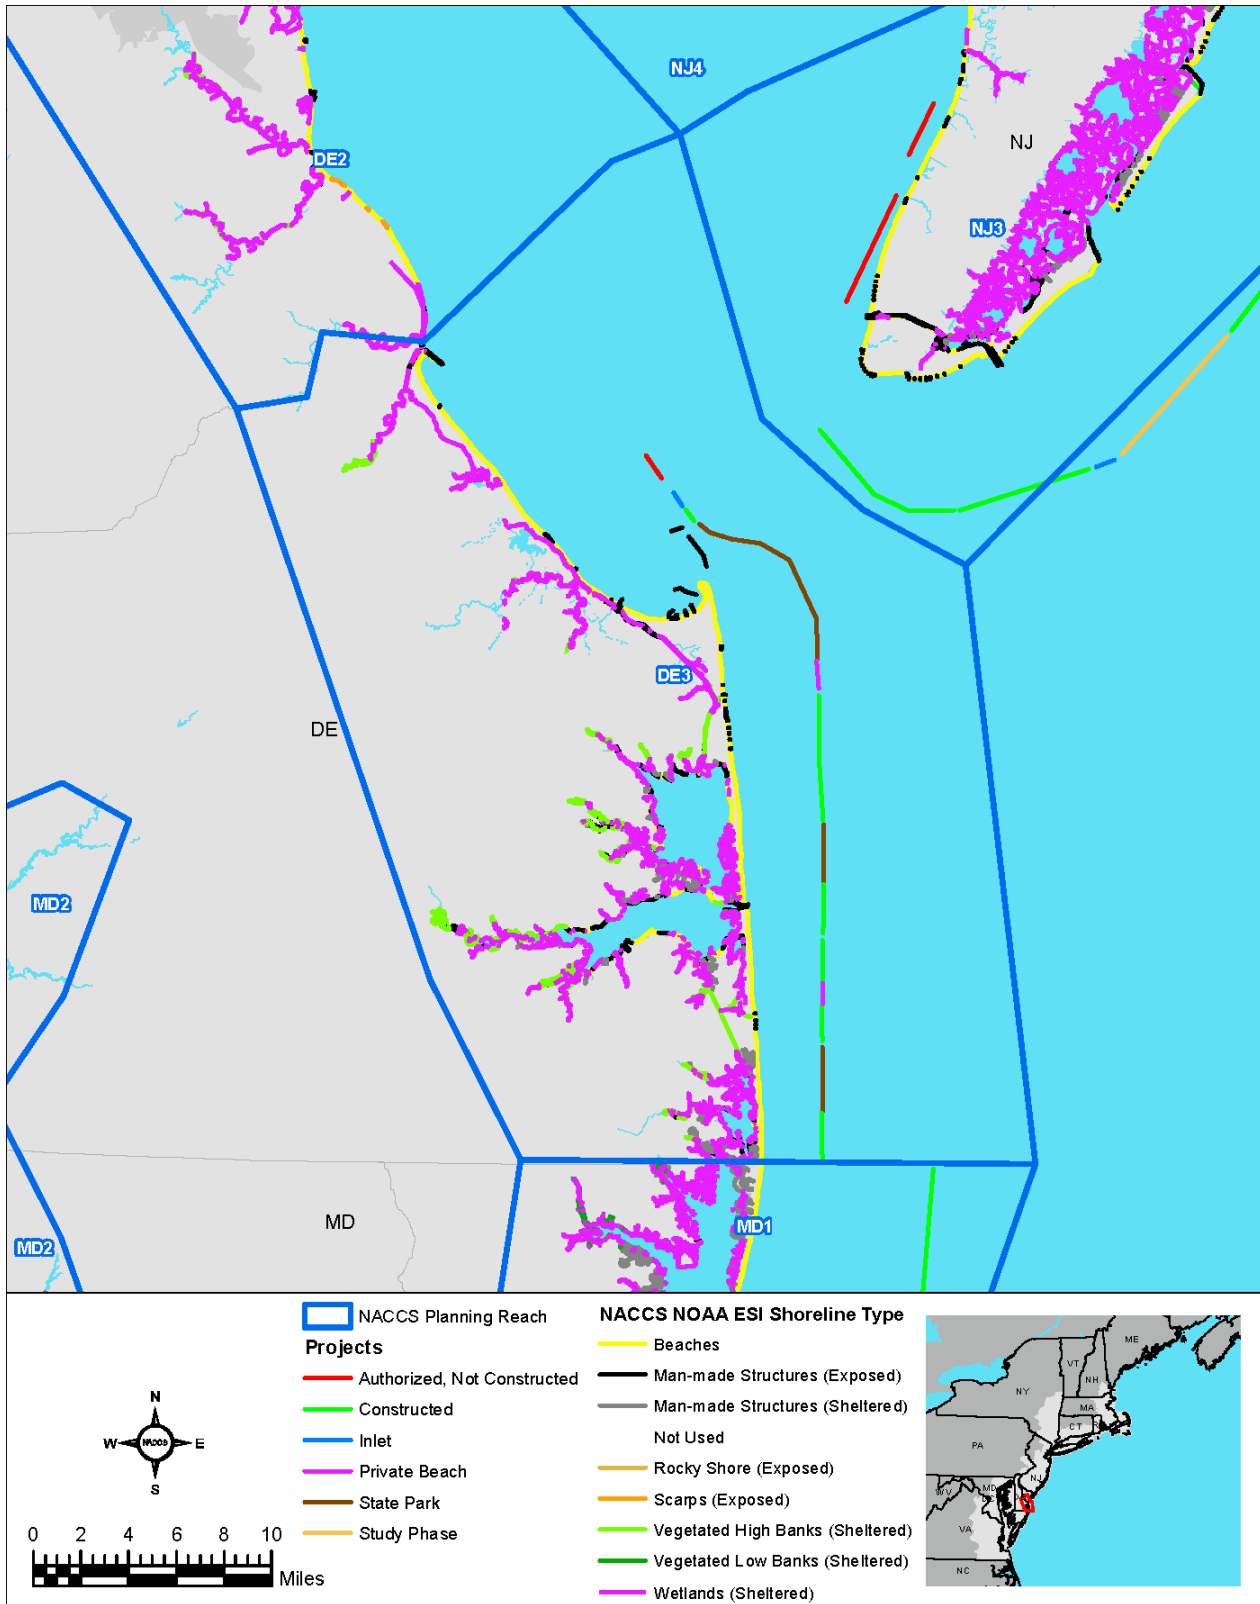 NJ4
NJ
DE2
NJ3
DE3
DE
MD2
MD
MD1
MD2
NACCS Planning Reach
Projects
Authorized, Not Constructed
Constructed
Inlet
Private Beach
State Park
Study Phase
NACCS NOAA ESI Shoreline Type
Beaches
Man-made Structures (Exposed)
Man-made Structures (Sheltered)
Not Used
Rocky Shore (Exposed)
Scarps (Exposed)
Vegetated High Banks (Sheltered)
Vegetated Low Banks (Sheltered)
Wetlands (Sheltered)
N
W NACCS E
S
0 2 4 6 8 10
Miles
ME
VT
NH
NY
MA
CT
PA
NJ
MD
WV
VA
NC